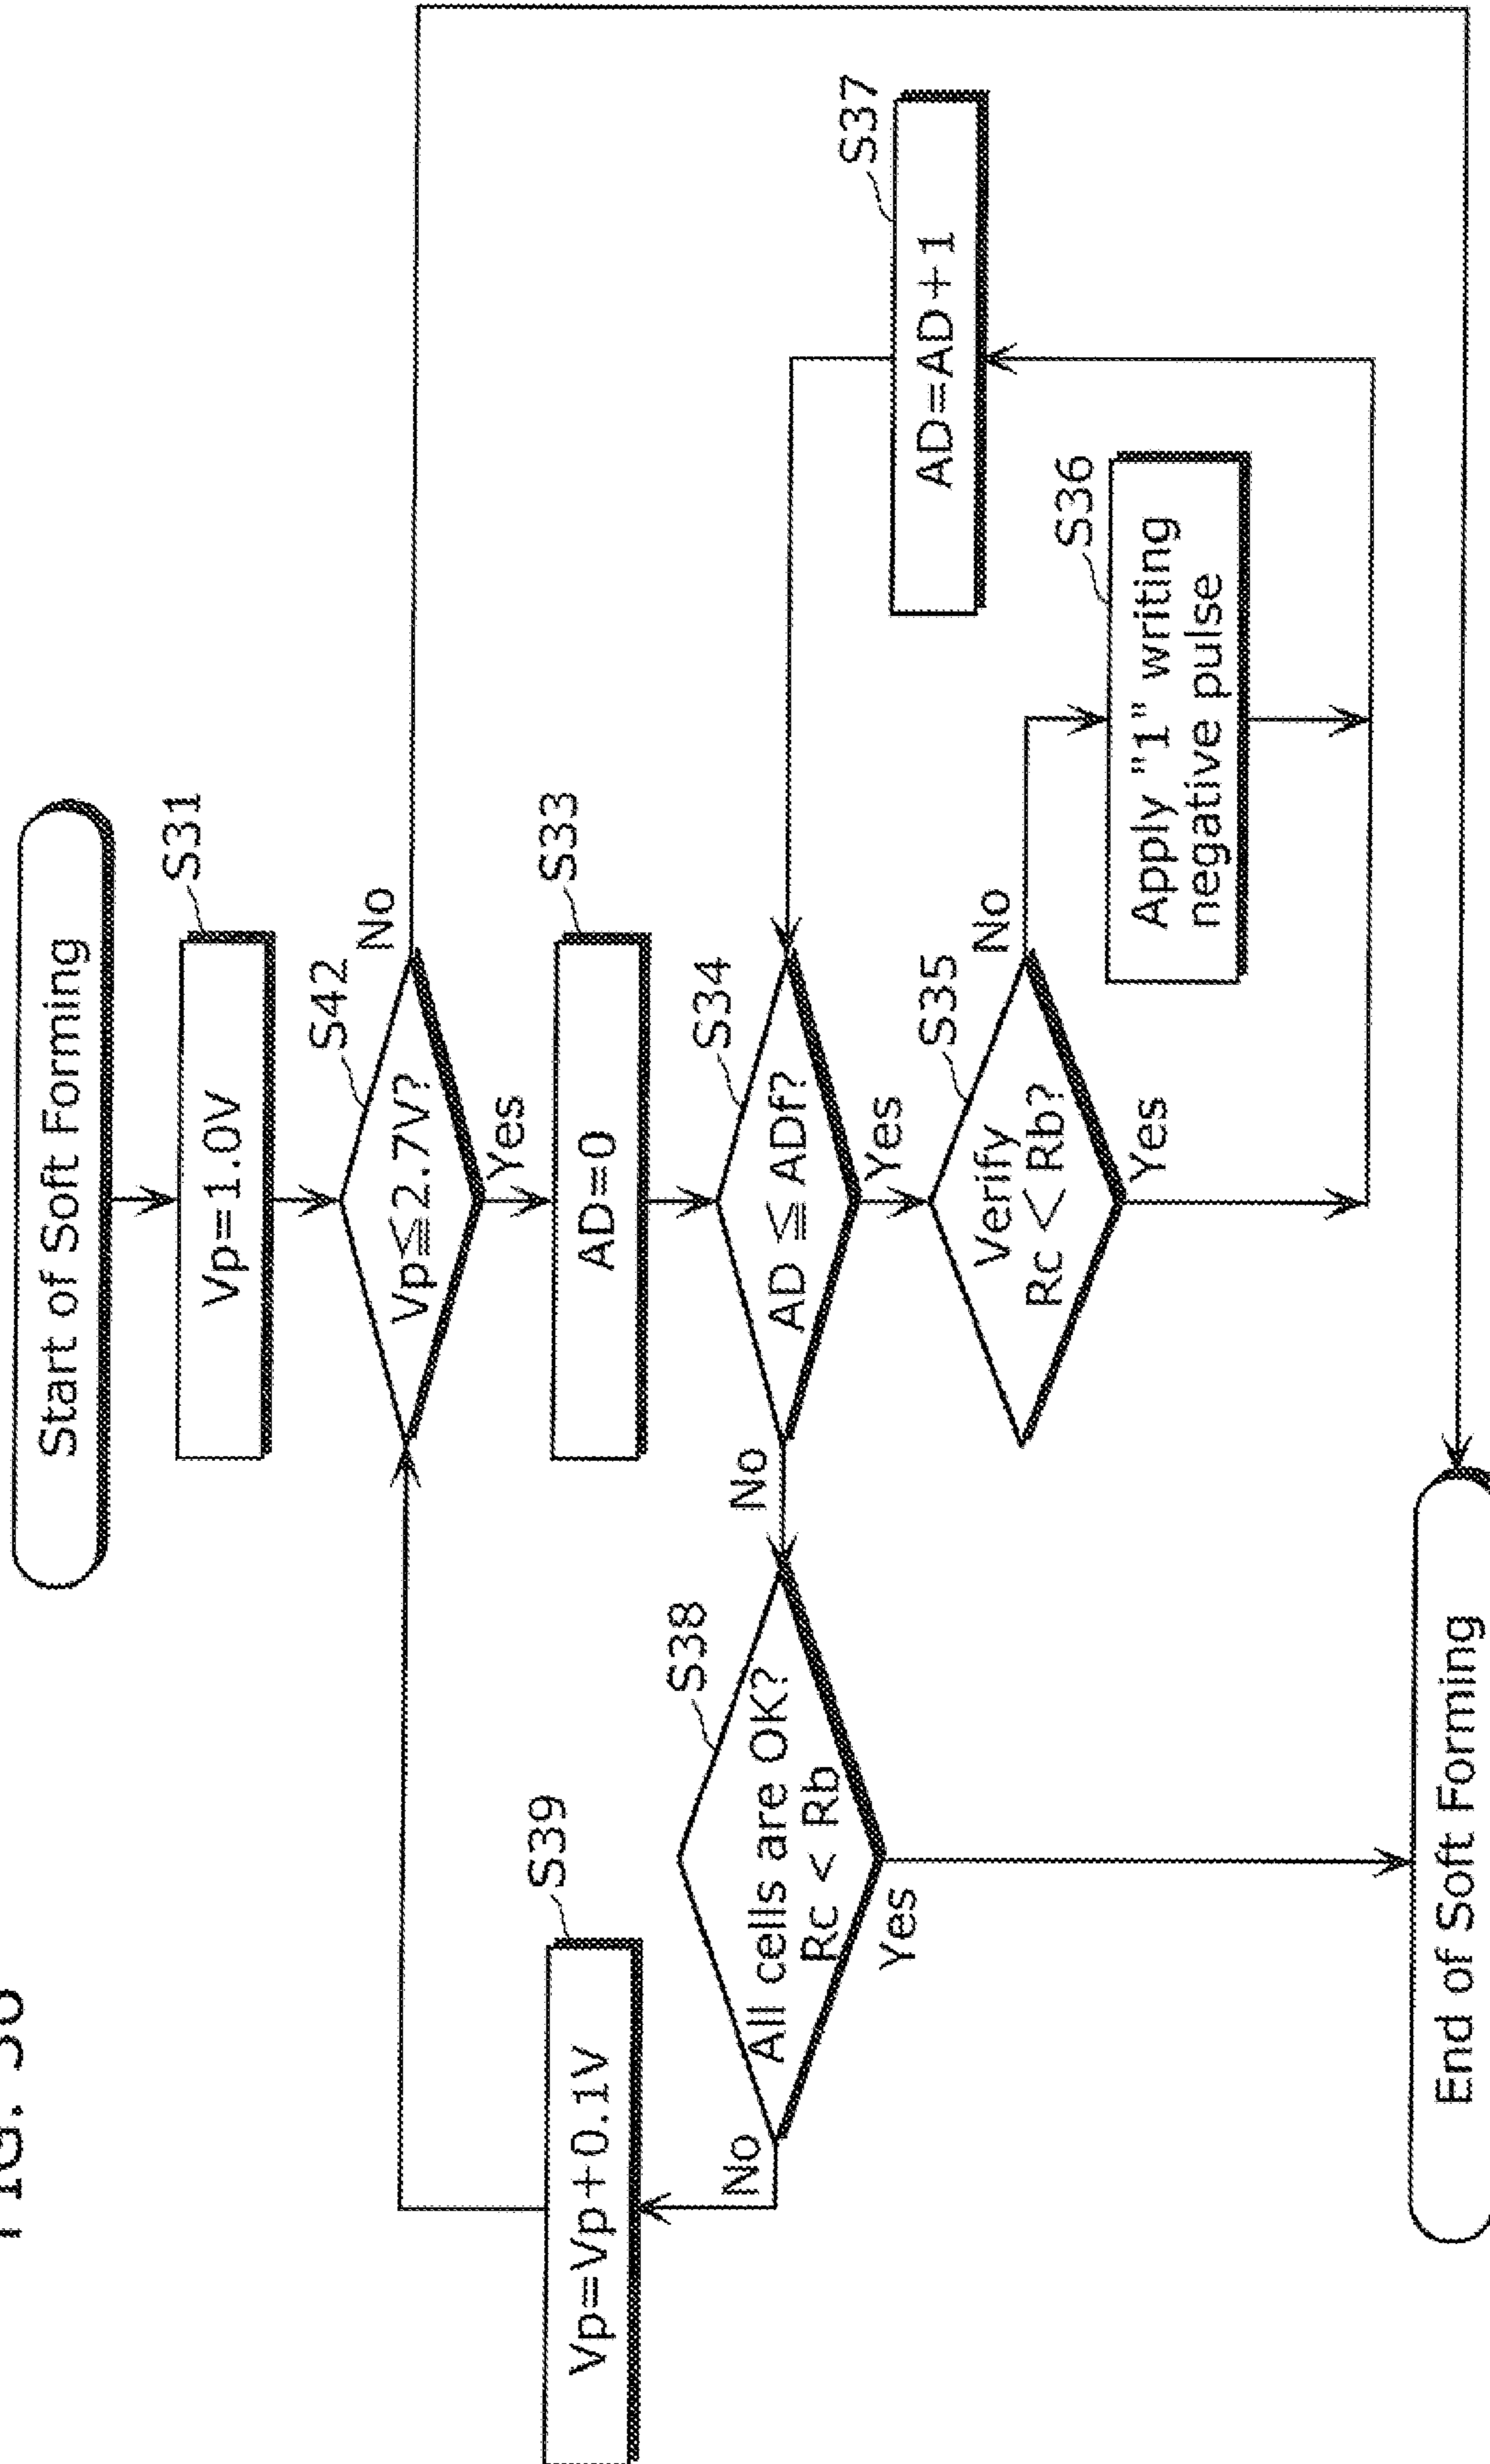 Start of Soft Forming
S31
Vp=1.0V
S42
Vp≦2.7V?
No
Yes
S33
AD=0
S34
AD ≦ ADf?
No
Yes
S35
Verify
Rc < Rb?
No
Yes
S36
Apply "1" writing
negative pulse
S37
AD=AD+1
S38
All cells are OK?
Rc < Rb
No
Yes
S39
Vp=Vp+0.1V
End of Soft Forming